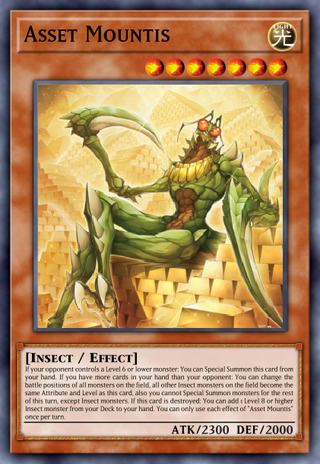 Asset Mountis
LIGHT
光
[Insect / Effect]
If your opponent controls a Level 6 or lower monster: You can Special Summon this card from
your hand. If you have more cards in your hand than your opponent: You can change the
battle positions of all monsters on the field, all other Insect monsters on the field become the
same Attribute and Level as this card, also you cannot Special Summon monsters for the rest
of this turn, except Insect monsters. If this card is destroyed: You can add 1 Level 8 or higher
Insect monster from your Deck to your hand. You can only use each effect of "Asset Mountis"
once per turn.
ATK/2300 DEF/2000